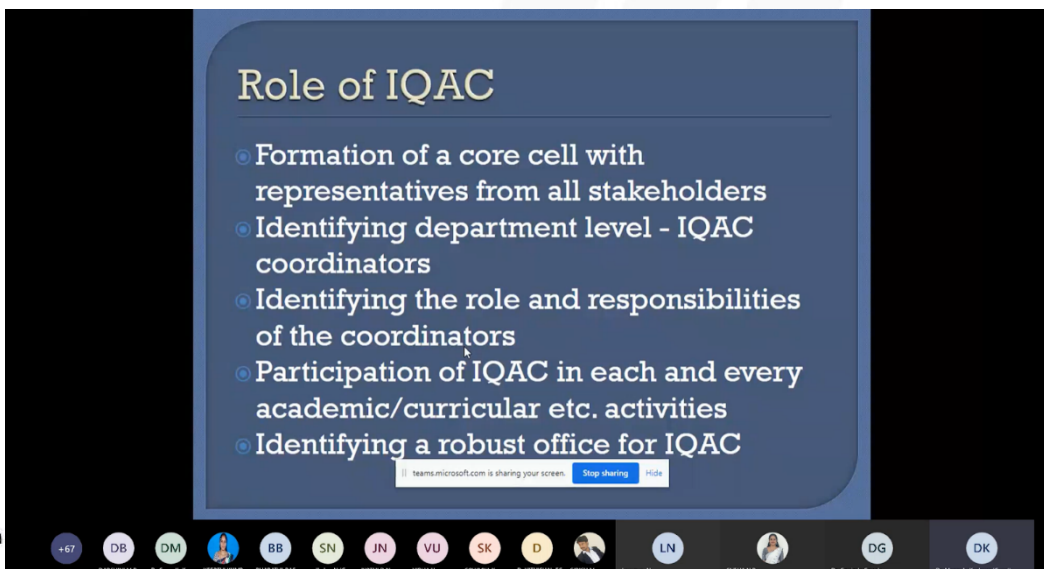 Role of IQAC
Formation of a core cell with
representatives from all stakeholders
Identifying department level - IQAC
coordinators
Identifying the role and responsibilities
of the coordinators
Participation of IQAC in each and every
academic/curricular etc. activities
Identifying a robust office for IQAC
teams.microsoft.com is sharing your screen. Stop sharing Hide
+67 DB DM BB SN JN VU SK D LN DG DK